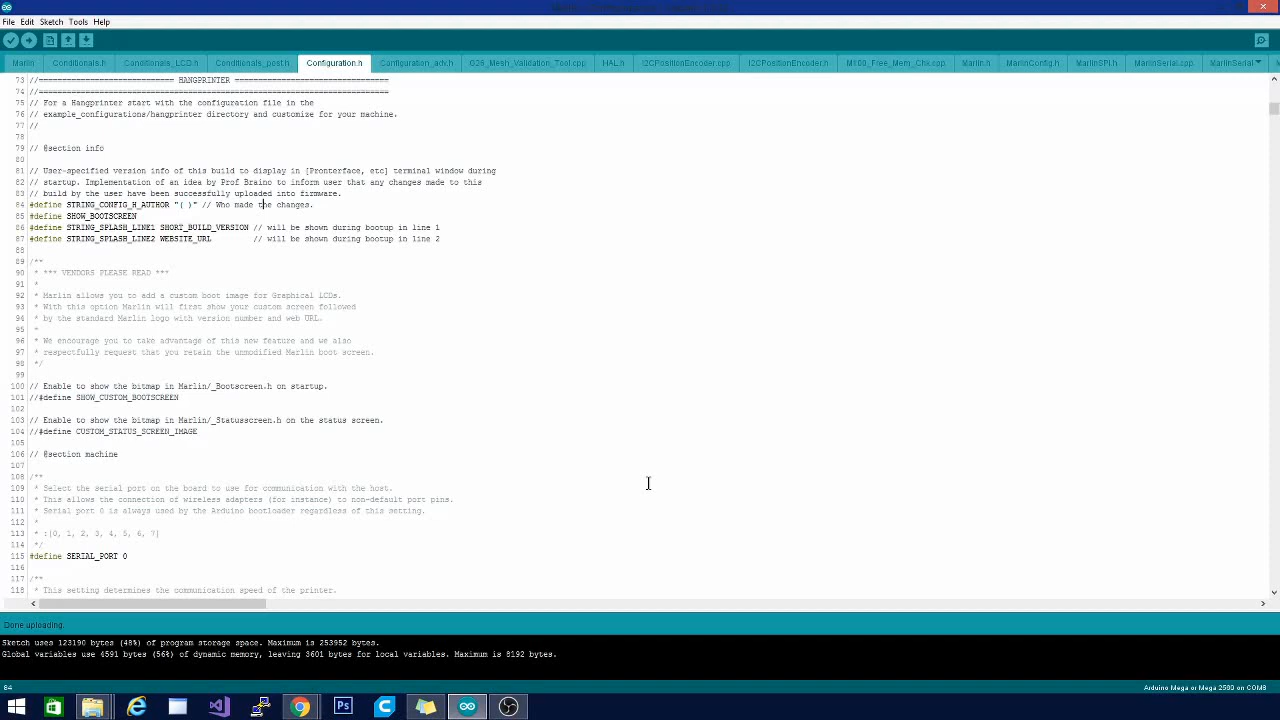 File Edit Sketch Tools Help
Marlin Conditionals.h Conditionals_LCD.h Conditionals_post.h Configuration.h Configuration_adv.h G26_Mesh_Validation_Tool.cpp HAL.h I2CPositionEncoder.cpp I2CPositionEncoder.h M100_Free_Mem_Chk.cpp Marlin.h MarlinConfig.h MarlinSPI.h MarlinSerial.cpp MarlinSerial
73 //============================= HANGPRINTER =================================
74 //===========================================================================
75 // For a Hangprinter start with the configuration file in the
76 // example_configurations/hangprinter directory and customize for your machine.
77 //
78
79 // @section info
80
81 // User-specified version info of this build to display in [Pronterface, etc] terminal window during
82 // startup. Implementation of an idea by Prof Braino to inform user that any changes made to this
83 // build by the user have been successfully uploaded into firmware.
84 #define STRING_CONFIG_H_AUTHOR "( )" // Who made the changes.
85 #define SHOW_BOOTSCREEN
86 #define STRING_SPLASH_LINE1 SHORT_BUILD_VERSION // will be shown during bootup in line 1
87 #define STRING_SPLASH_LINE2 WEBSITE_URL // will be shown during bootup in line 2
88
89 /**
90 * *** VENDORS PLEASE READ ***
91 *
92 * Marlin allows you to add a custom boot image for Graphical LCDs.
93 * With this option Marlin will first show your custom screen followed
94 * by the standard Marlin logo with version number and web URL.
95 *
96 * We encourage you to take advantage of this new feature and we also
97 * respectfully request that you retain the unmodified Marlin boot screen.
98 */
99
100 // Enable to show the bitmap in Marlin/_Bootscreen.h on startup.
101 //#define SHOW_CUSTOM_BOOTSCREEN
102
103 // Enable to show the bitmap in Marlin/_Statusscreen.h on the status screen.
104 //#define CUSTOM_STATUS_SCREEN_IMAGE
105
106 // @section machine
107
108 /**
109 * Select the serial port on the board to use for communication with the host.
110 * This allows the connection of wireless adapters (for instance) to non-default port pins.
111 * Serial port 0 is always used by the Arduino bootloader regardless of this setting.
112 *
113 * :[0, 1, 2, 3, 4, 5, 6, 7]
114 */
115 #define SERIAL_PORT 0
116
117 /**
118 * This setting determines the communication speed of the printer.
Done uploading.
Sketch uses 123190 bytes (48%) of program storage space. Maximum is 253952 bytes.
Global variables use 4591 bytes (56%) of dynamic memory, leaving 3601 bytes for local variables. Maximum is 8192 bytes.
84 Arduino Mega or Mega 2560 on COM8
Ps